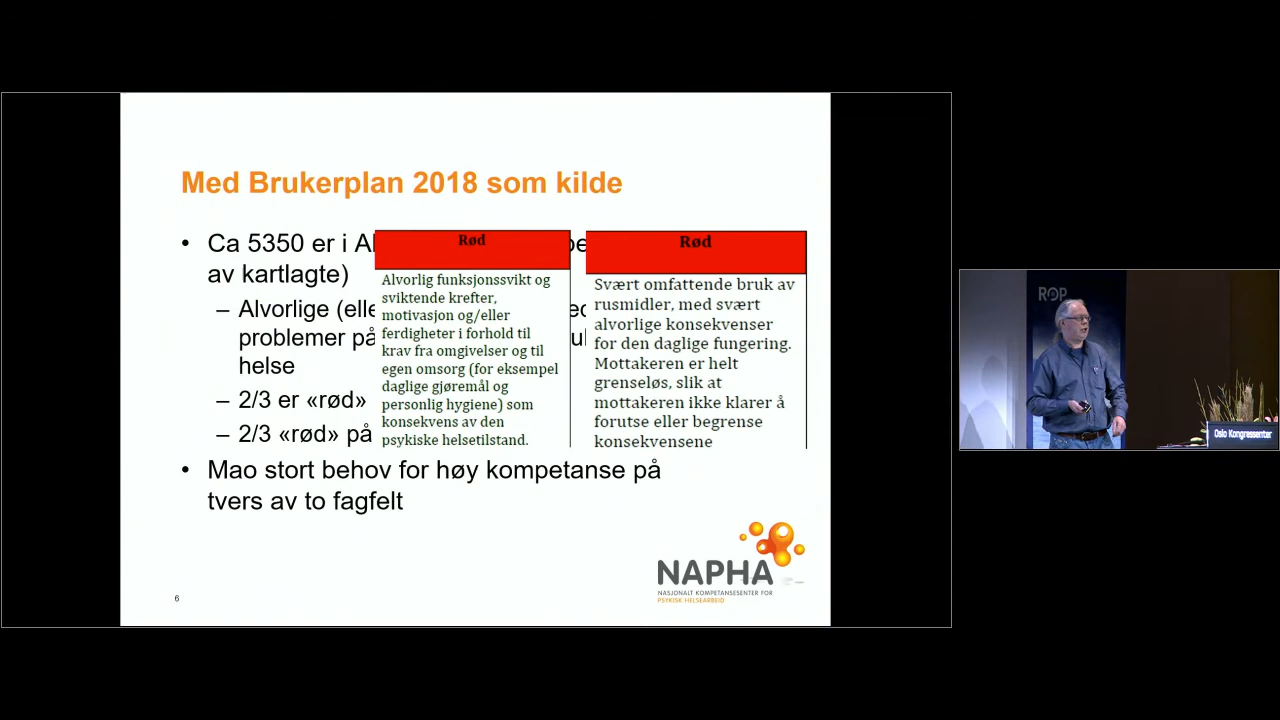 Med Brukerplan 2018 som kilde
• Ca 5350 er i
av kartlagte)
– Alvorlige
problemer på
helse
– 2/3 er «rød»
– 2/3 «rød» på
• Mao stort behov for høy kompetanse på
tvers av to fagfelt
Rød
Alvorlig funksjonssvikt og
sviktende krefter,
motivasjon og/eller
ferdigheter i forhold til
krav fra omgivelser og til
egen omsorg (for eksempel
daglige gjøremål og
personlig hygiene) som
konsekvens av den
psykiske helsetilstand.
Rød
Svært omfattende bruk av
rusmidler, med svært
alvorlige konsekvenser
for den daglige fungering.
Mottakeren er helt
grenseløs, slik at
mottakeren ikke klarer å
forutse eller begrense
konsekvensene
NAPHA
NASJONALT KOMPETANSESENTER FOR
PSYKISK HELSEARBEID
6
ROP
Oslo Kongressenter